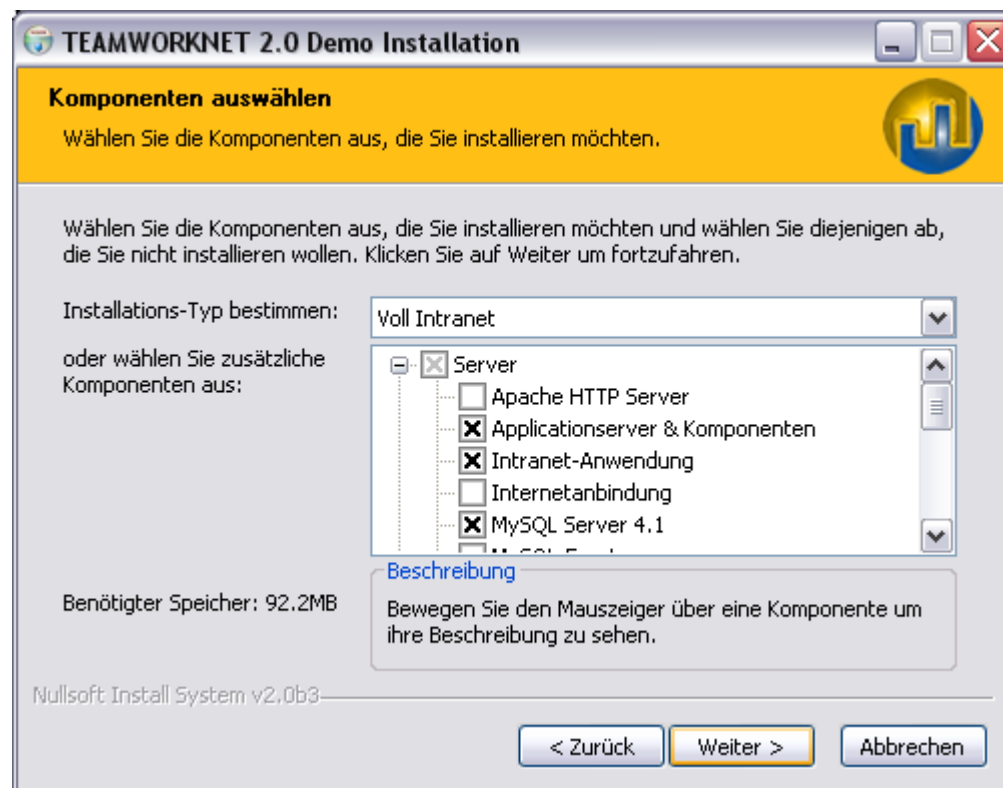 TEAMWORKNET 2.0 Demo Installation
Komponenten auswählen
Wählen Sie die Komponenten aus, die Sie installieren möchten.
Wählen Sie die Komponenten aus, die Sie installieren möchten und wählen Sie diejenigen ab,
die Sie nicht installieren wollen. Klicken Sie auf Weiter um fortzufahren.
Installations-Typ bestimmen:
Voll Intranet
oder wählen Sie zusätzliche
Komponenten aus:
Server
Apache HTTP Server
Applicationserver & Komponenten
Intranet-Anwendung
Internetanbindung
MySQL Server 4.1
Benötigter Speicher: 92.2MB
Beschreibung
Bewegen Sie den Mauszeiger über eine Komponente um
ihre Beschreibung zu sehen.
Nullsoft Install System v2.0b3
< Zurück
Weiter >
Abbrechen